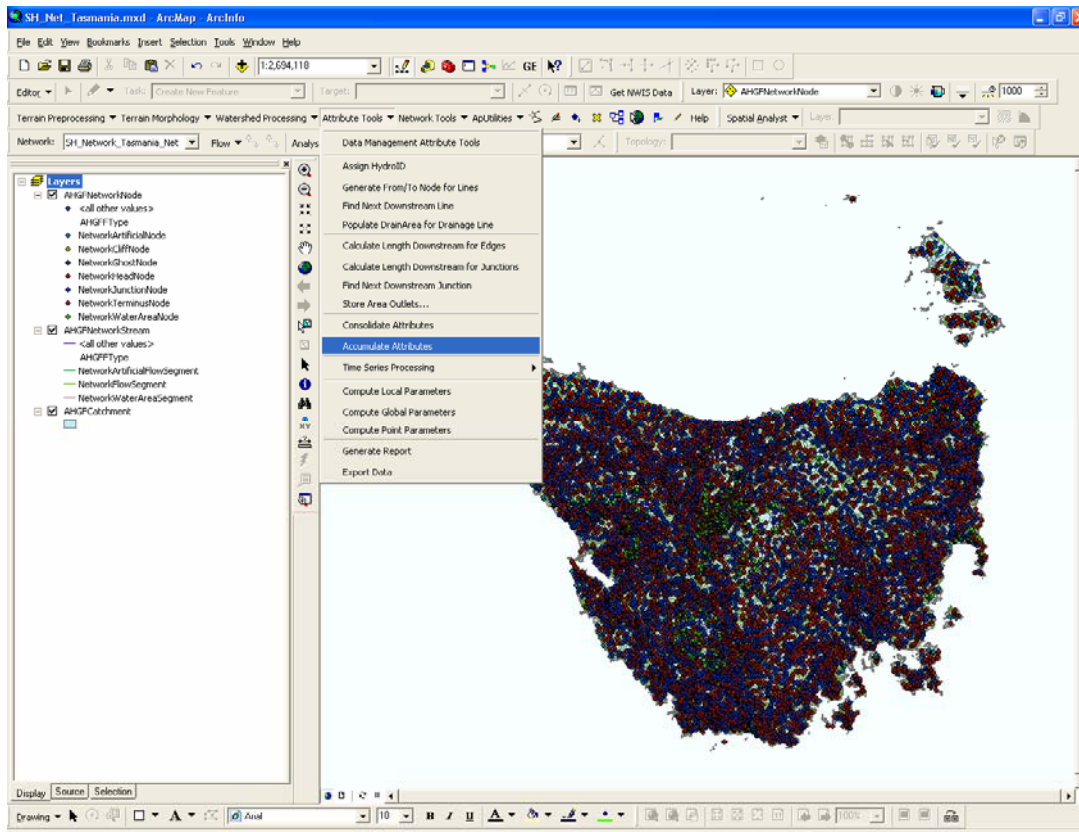 SH_Net_Tasmania.mxd - ArcMap - ArcInfo
File Edit View Bookmarks Insert Selection Tools Window Help
1:2,694,118 GE
Editor Task: Create New Feature Target: Get NWIS Data Layer: AHGFNetworkNode 1000
Terrain Preprocessing Terrain Morphology Watershed Processing Attribute Tools Network Tools ApUtilities Help Spatial Analyst Layer:
Network: SH_Network_Tasmania_Net Flow Analys Topology:
Layers
AHGFNetworkNode
<all other values>
AHGFFType
NetworkArtificialNode
NetworkCliffNode
NetworkGhostNode
NetworkHeadNode
NetworkJunctionNode
NetworkTerminusNode
NetworkWaterAreaNode
AHGFNetworkStream
<all other values>
AHGFFType
NetworkArtificialFlowSegment
NetworkFlowSegment
NetworkWaterAreaSegment
AHGFCatchment
Data Management Attribute Tools
Assign HydroID
Generate From/To Node for Lines
Find Next Downstream Line
Populate DrainArea for Drainage Line
Calculate Length Downstream for Edges
Calculate Length Downstream for Junctions
Find Next Downstream Junction
Store Area Outlets...
Consolidate Attributes
Accumulate Attributes
Time Series Processing
Compute Local Parameters
Compute Global Parameters
Compute Point Parameters
Generate Report
Export Data
XY
Display Source Selection
Drawing A Arial 10 B I U A 100%